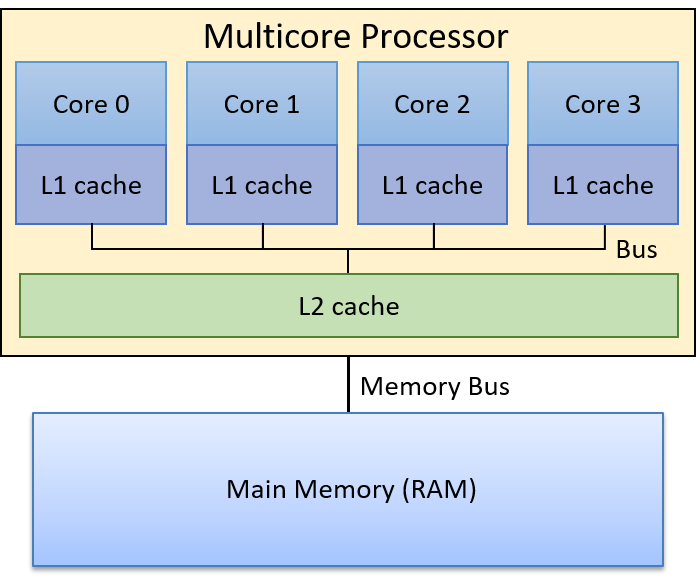 Multicore Processor
Core 0
Core 1
Core 2
Core 3
L1 cache
L1 cache
L1 cache
L1 cache
Bus
L2 cache
Memory Bus
Main Memory (RAM)